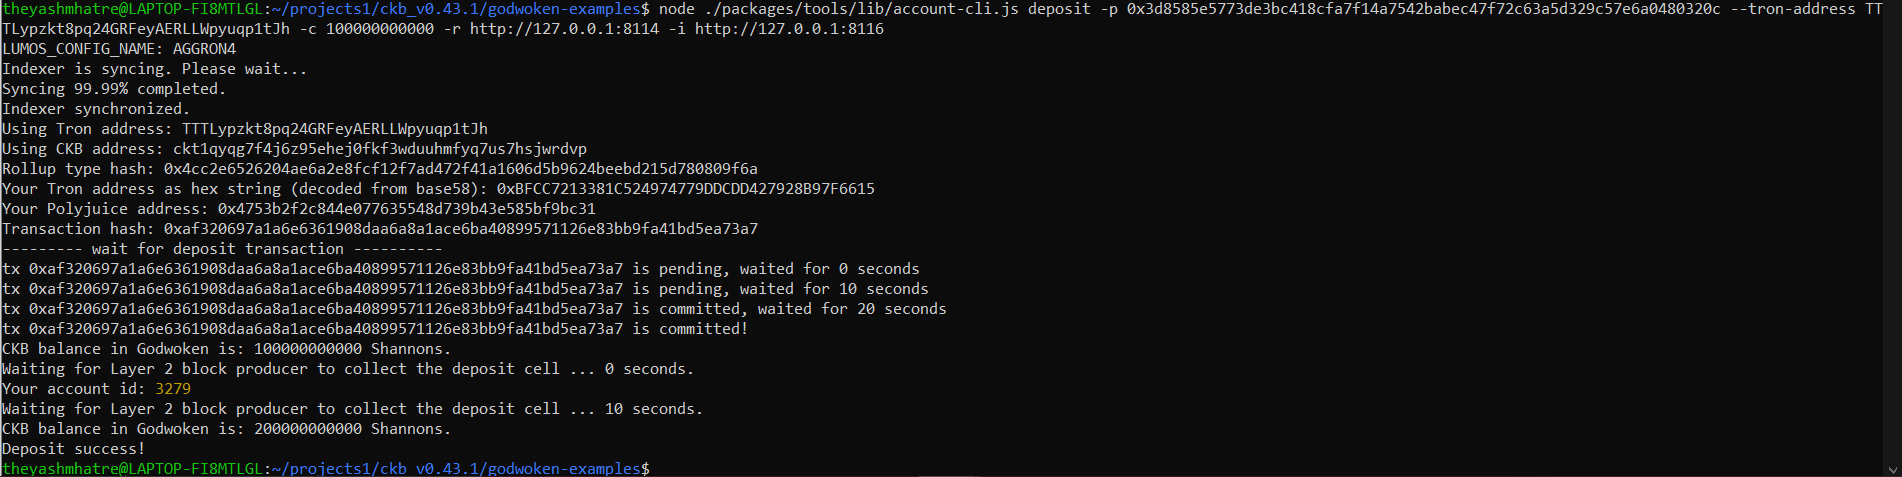 theyashmhatre@LAPTOP-FI8MTLGL:~/projects1/ckb_v0.43.1/godwoken-examples$ node ./packages/tools/lib/account-cli.js deposit -p 0x3d8585e5773de3bc418cfa7f14a7542babec47f72c63a5d329c57e6a0480320c --tron-address TT
TLypzkt8pq24GRFeyAERLLWpyuqp1tJh -c 100000000000 -r http://127.0.0.1:8114 -i http://127.0.0.1:8116
LUMOS_CONFIG_NAME: AGGRON4
Indexer is syncing. Please wait...
Syncing 99.99% completed.
Indexer synchronized.
Using Tron address: TTTLypzkt8pq24GRFeyAERLLWpyuqp1tJh
Using CKB address: ckt1qyqg7f4j6z95ehej0fkf3wduuhmfyq7us7hsjwrdvp
Rollup type hash: 0x4cc2e6526204ae6a2e8fcf12f7ad472f41a1606d5b9624beebd215d780809f6a
Your Tron address as hex string (decoded from base58): 0xBFCC7213381C524974779DDCDD427928B97F6615
Your Polyjuice address: 0x4753b2f2c844e077635548d739b43e585bf9bc31
Transaction hash: 0xaf320697a1a6e6361908daa6a8a1ace6ba40899571126e83bb9fa41bd5ea73a7
--------- wait for deposit transaction ----------
tx 0xaf320697a1a6e6361908daa6a8a1ace6ba40899571126e83bb9fa41bd5ea73a7 is pending, waited for 0 seconds
tx 0xaf320697a1a6e6361908daa6a8a1ace6ba40899571126e83bb9fa41bd5ea73a7 is pending, waited for 10 seconds
tx 0xaf320697a1a6e6361908daa6a8a1ace6ba40899571126e83bb9fa41bd5ea73a7 is committed, waited for 20 seconds
tx 0xaf320697a1a6e6361908daa6a8a1ace6ba40899571126e83bb9fa41bd5ea73a7 is committed!
CKB balance in Godwoken is: 100000000000 Shannons.
Waiting for Layer 2 block producer to collect the deposit cell ... 0 seconds.
Your account id: 3279
Waiting for Layer 2 block producer to collect the deposit cell ... 10 seconds.
CKB balance in Godwoken is: 200000000000 Shannons.
Deposit success!
theyashmhatre@LAPTOP-FI8MTLGL:~/projects1/ckb_v0.43.1/godwoken-examples$